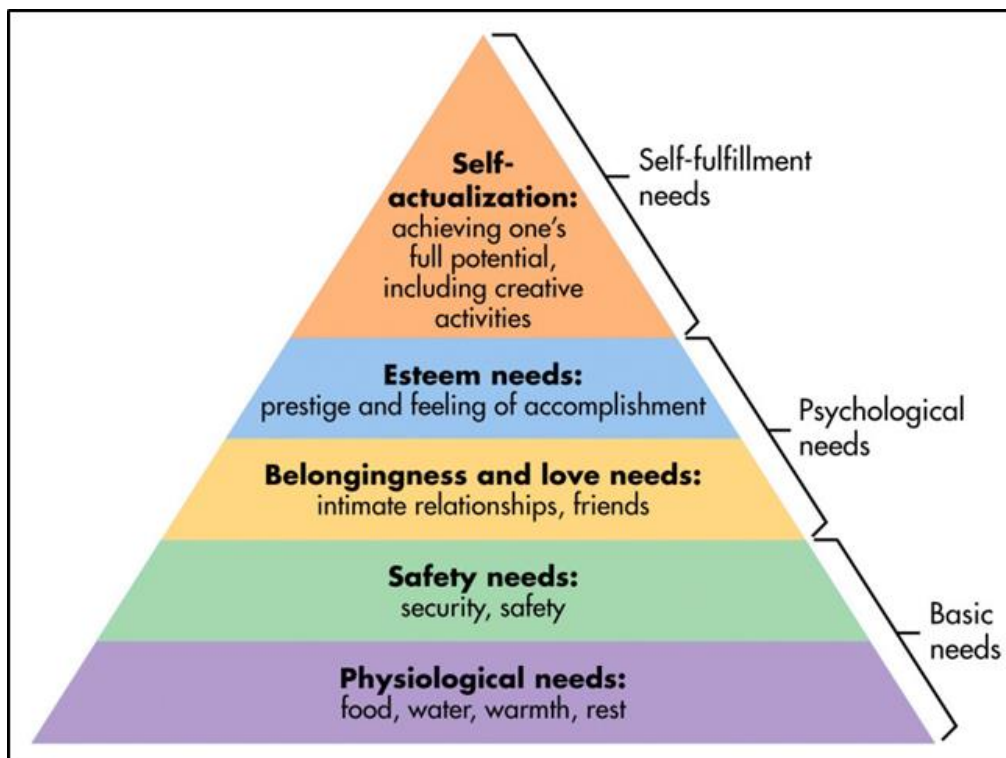 Self-
actualization:
achieving one's
full potential,
including creative
activities
Self-fulfillment
needs
Esteem needs:
prestige and feeling of accomplishment
Psychological
needs
Belongingness and love needs:
intimate relationships, friends
Safety needs:
security, safety
Basic
needs
Physiological needs:
food, water, warmth, rest